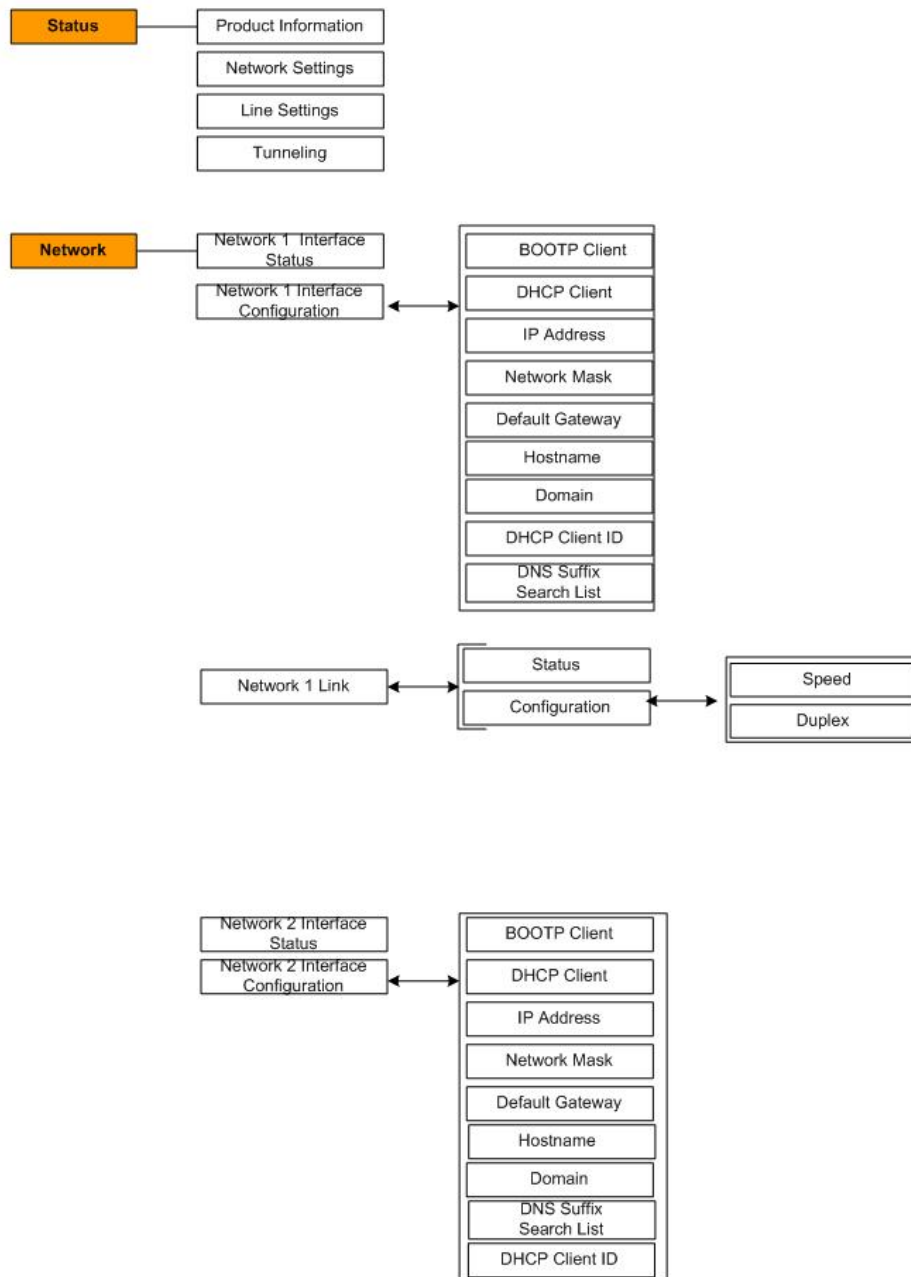 Status
Product Information
Network Settings
Line Settings
Tunneling
Network
Network 1 Interface
Status
Network 1 Interface
Configuration
BOOTP Client
DHCP Client
IP Address
Network Mask
Default Gateway
Hostname
Domain
DHCP Client ID
DNS Suffix
Search List
Network 1 Link
Status
Configuration
Speed
Duplex
Network 2 Interface
Status
Network 2 Interface
Configuration
BOOTP Client
DHCP Client
IP Address
Network Mask
Default Gateway
Hostname
Domain
DNS Suffix
Search List
DHCP Client ID